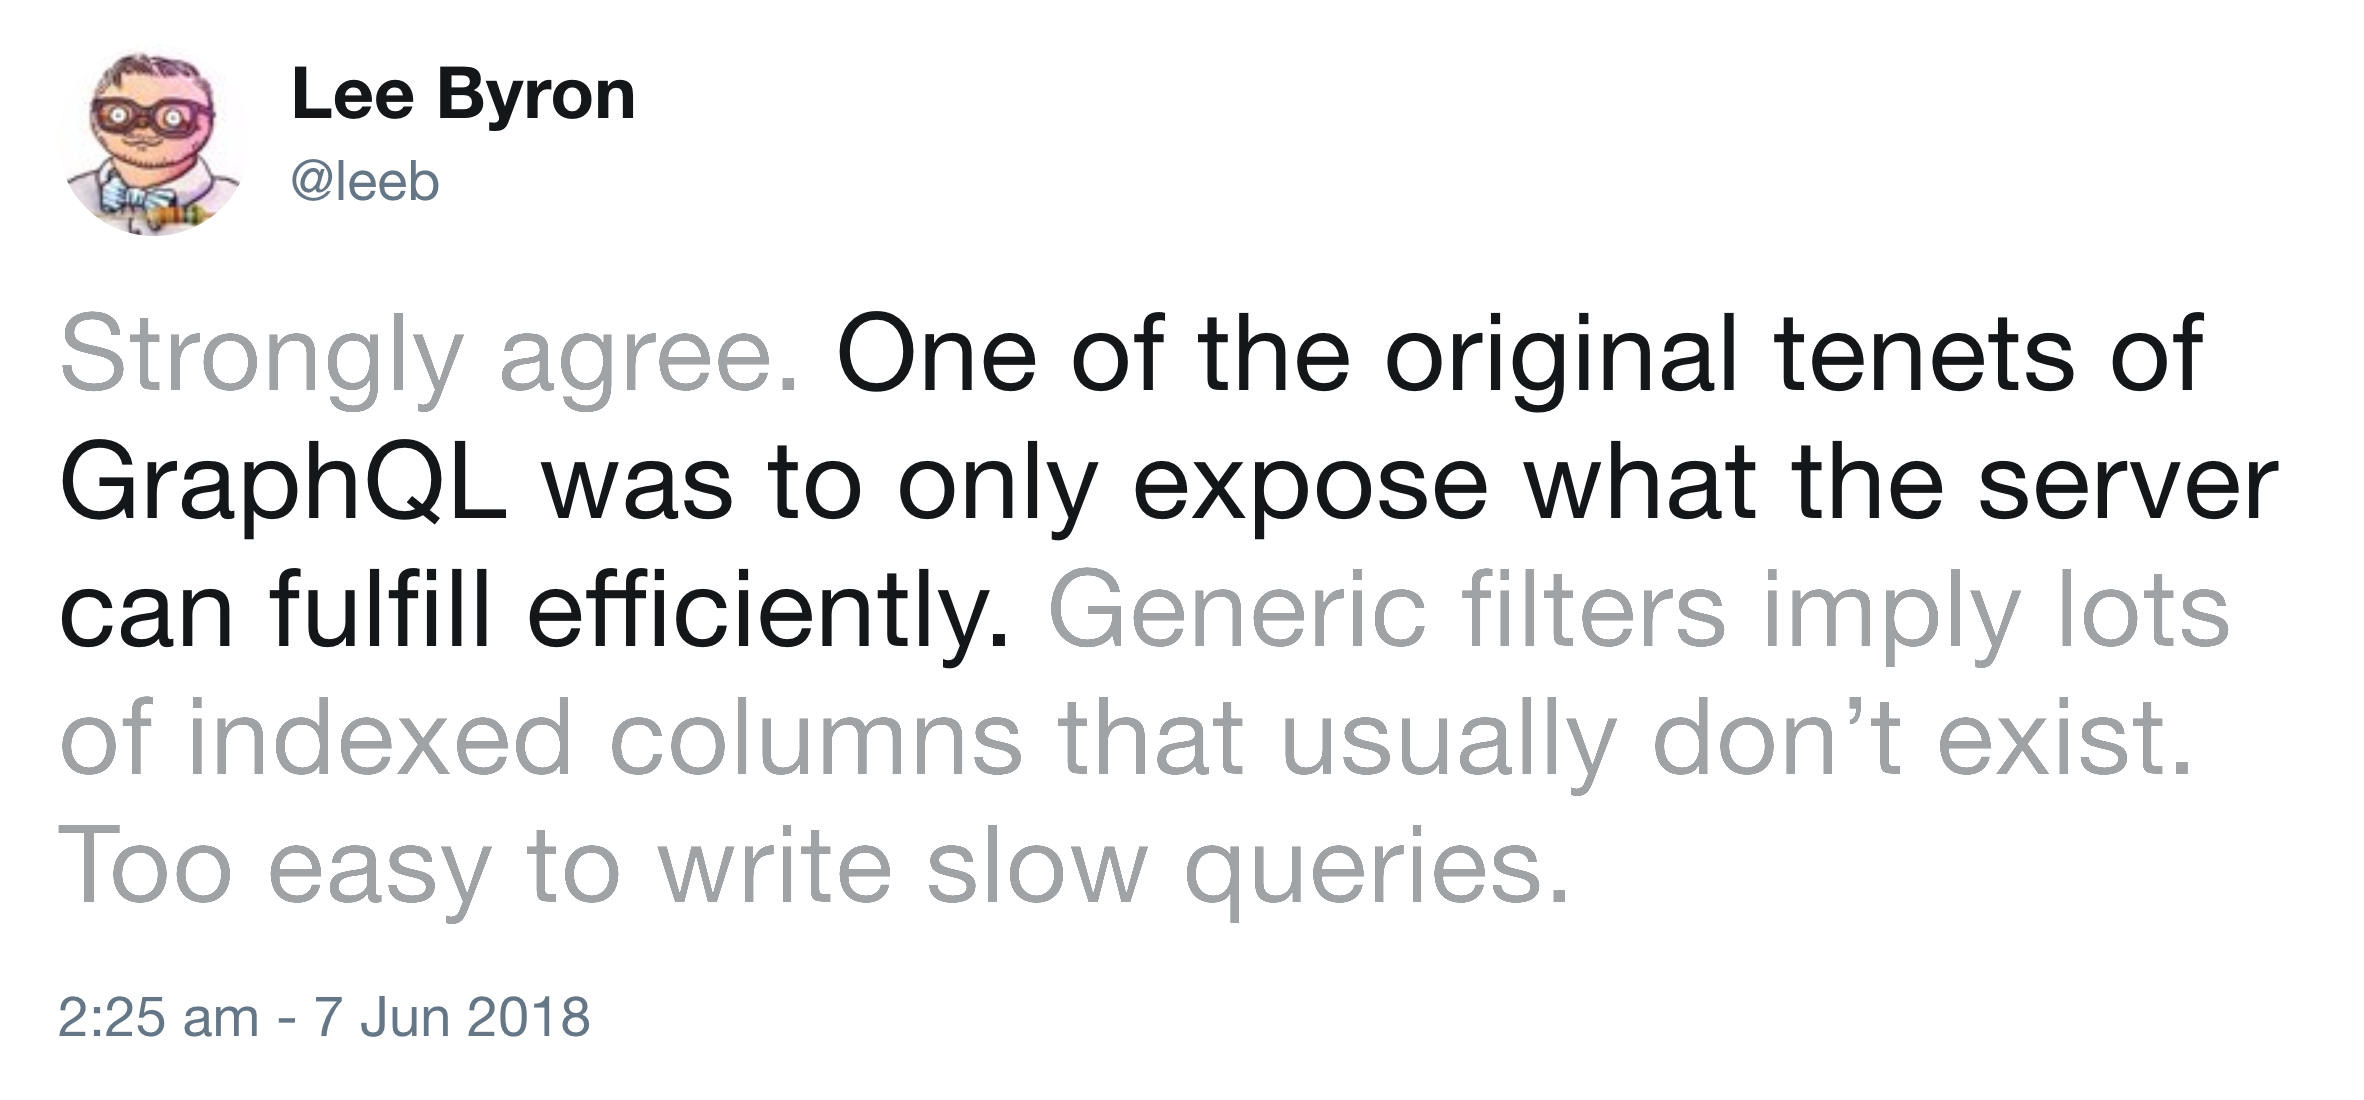 Lee Byron
@leeb
Strongly agree. One of the original tenets of
GraphQL was to only expose what the server
can fulfill efficiently. Generic filters imply lots
of indexed columns that usually don’t exist.
Too easy to write slow queries.
2:25 am - 7 Jun 2018